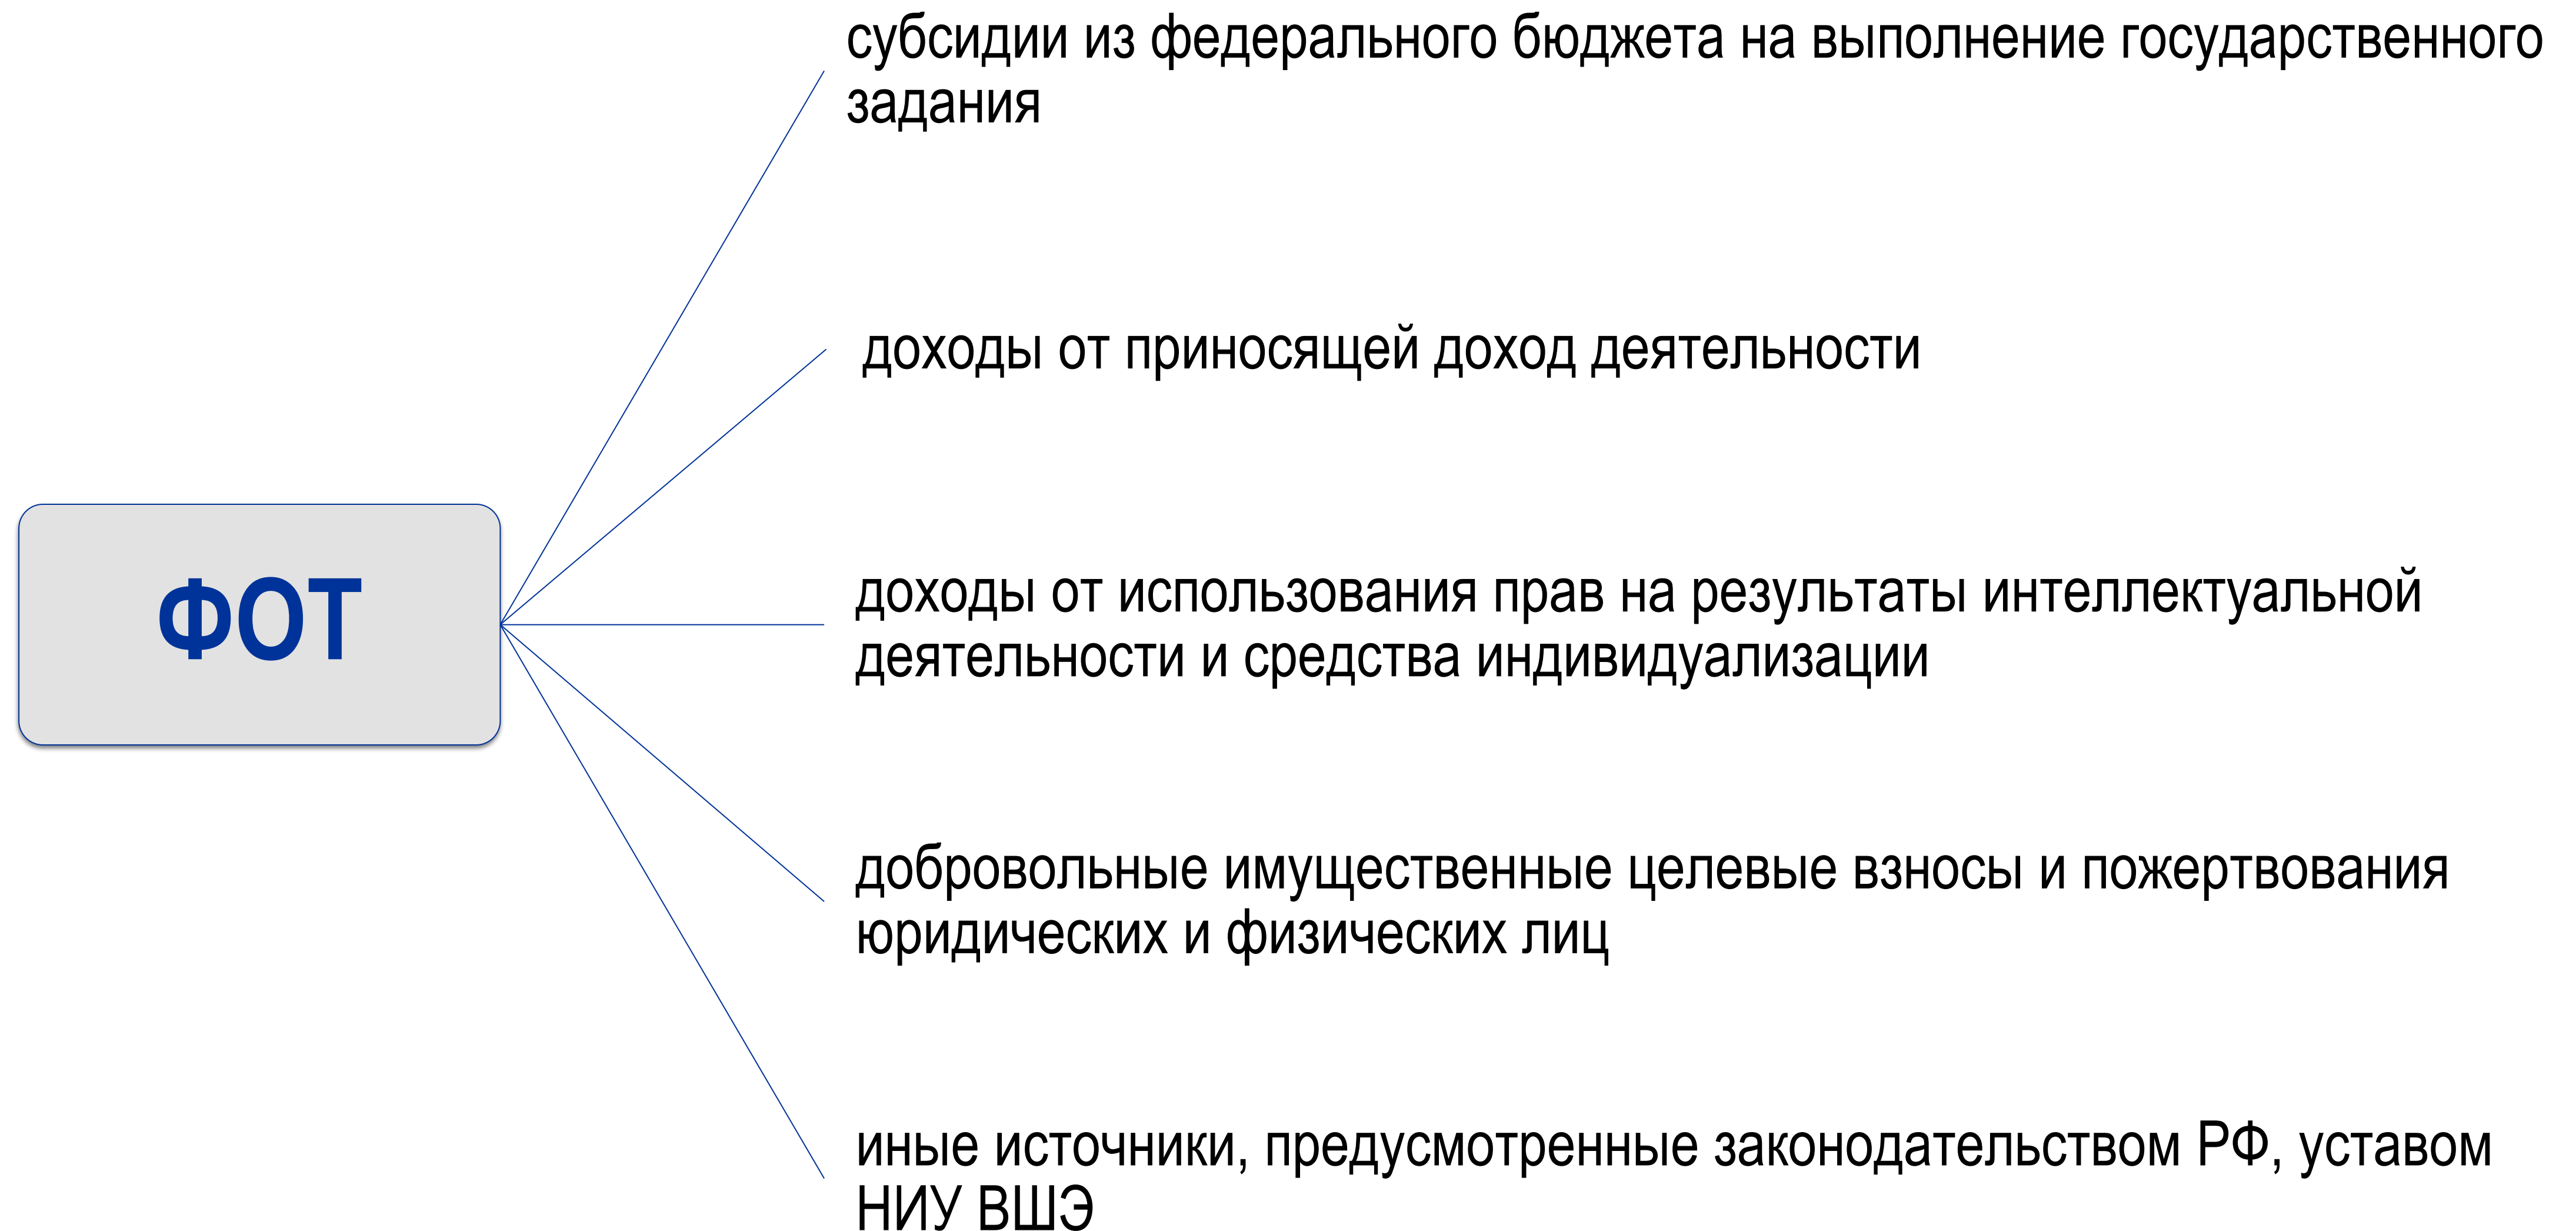 субсидии из федерального бюджета на выполнение государственного
задания
доходы от приносящей доход деятельности
ФОТ
доходы от использования прав на результаты интеллектуальной
деятельности и средства индивидуализации
добровольные имущественные целевые взносы и пожертвования
юридических и физических лиц
иные источники, предусмотренные законодательством РФ, уставом
НИУ ВШЭ